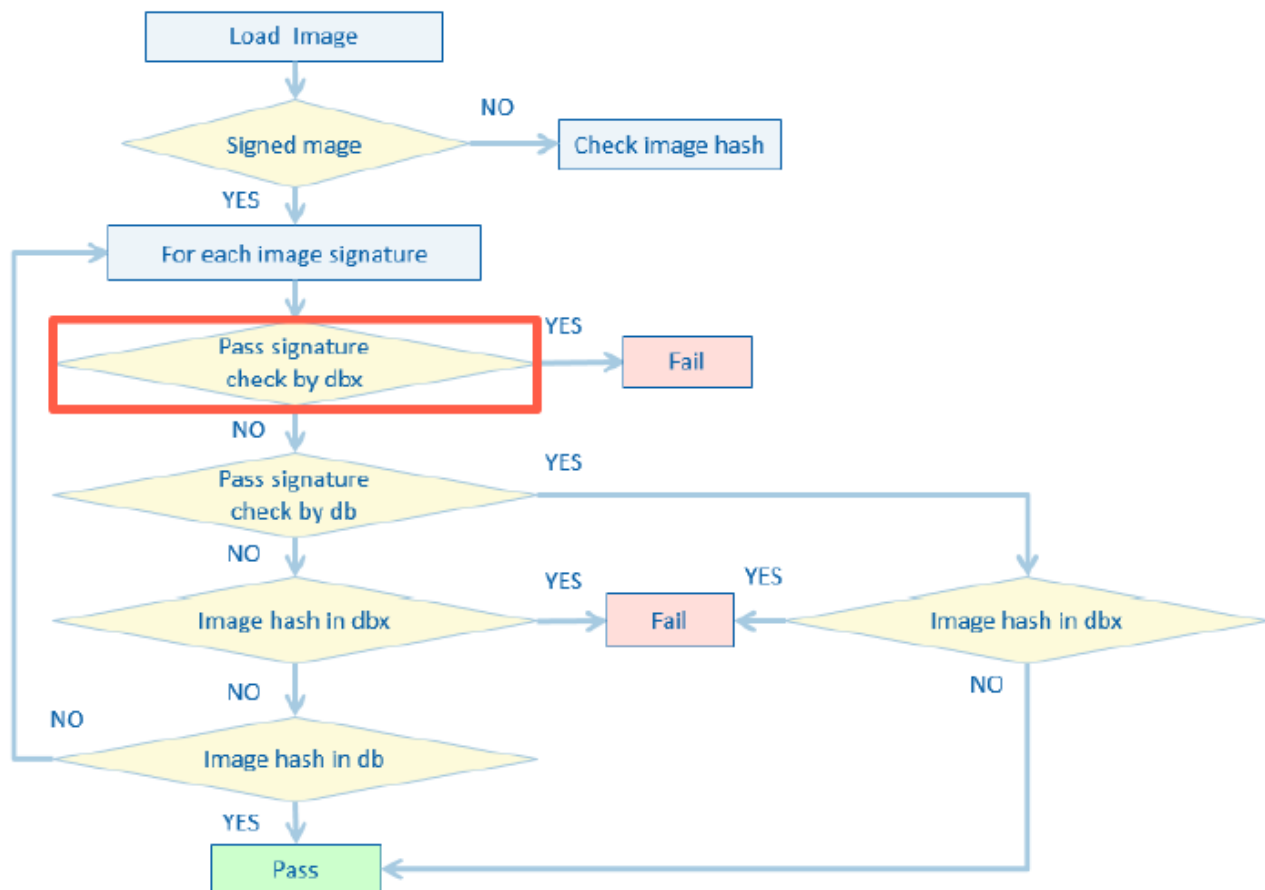 Load Image
NO
Signed mage
Check image hash
YES
For each image signature
YES
Pass signature
check by dbx
Fail
NO
YES
Pass signature
check by db
NO
YES
YES
Image hash in dbx
Fail
Image hash in dbx
NO
NO
NO
Image hash in db
YES
Pass